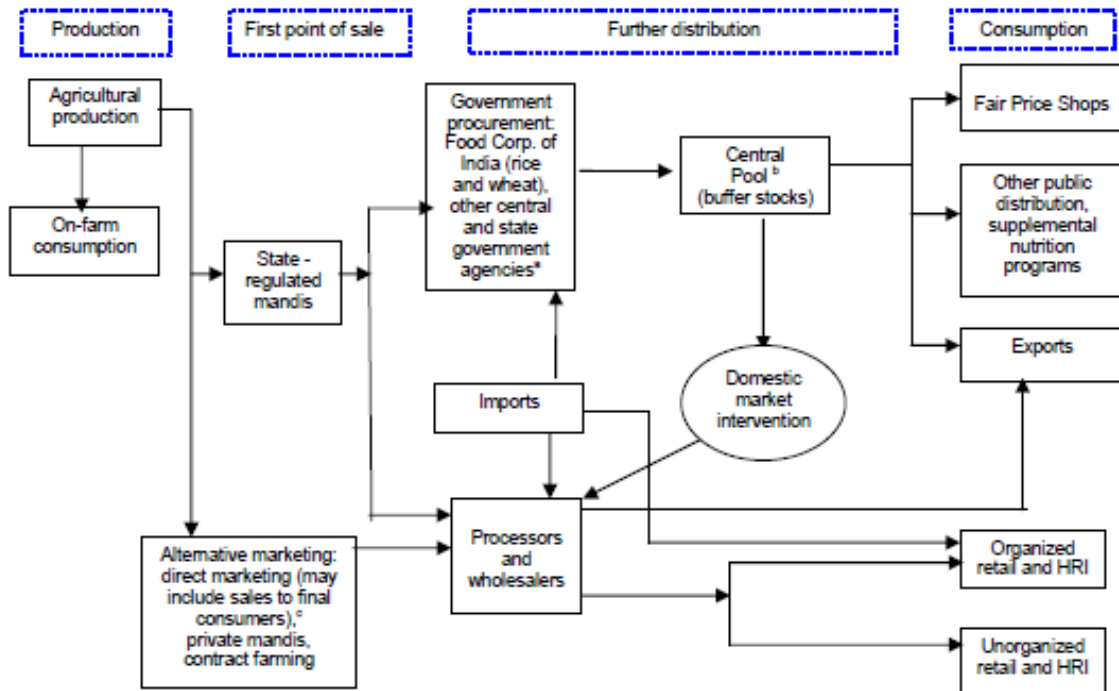 Production
First point of sale
Further distribution
Consumption
Agricultural
production
On-farm
consumption
State -
regulated
mandis
Alternative marketing:
direct marketing (may
include sales to final
consumers),ᶜ
private mandis,
contract farming
Government
procurement:
Food Corp. of
India (rice
and wheat),
other central
and state
government
agencies*
Imports
Processors
and
wholesalers
Central
Pool ᵇ
(buffer stocks)
Domestic
market
intervention
Fair Price Shops
Other public
distribution,
supplemental
nutrition
programs
Exports
Organized
retail and HRI
Unorganized
retail and HRI